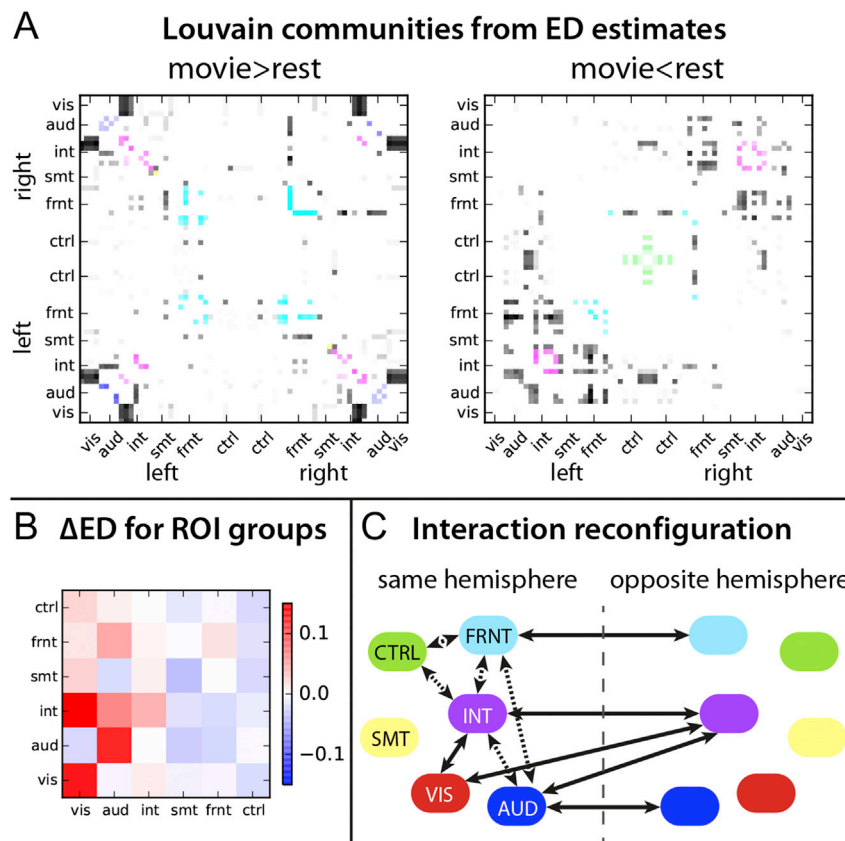 A Louvain communities from ED estimates
movie>rest movie<rest
right
left
vis
aud
int
smt
frnt
ctrl
ctrl
frnt
smt
int
aud
vis
vis
aud
int
smt
frnt
ctrl
ctrl
frnt
smt
int
aud
vis
vis aud int smt frnt ctrl ctrl frnt smt int aud vis
left right
vis aud int smt frnt ctrl ctrl frnt smt int aud vis
left right
B ΔED for ROI groups
ctrl
frnt
smt
int
aud
vis
vis aud int smt frnt ctrl
0.1
0.0
−0.1
C Interaction reconfiguration
same hemisphere opposite hemisphere
FRNT
CTRL
INT
SMT
VIS
AUD